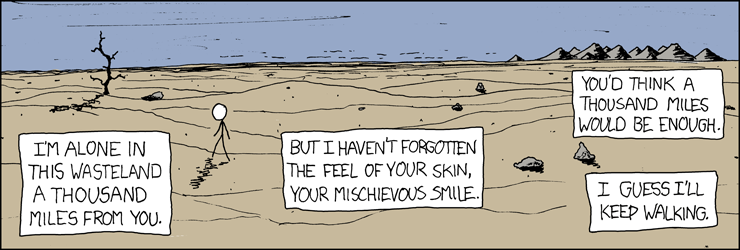 I'M ALONE IN
THIS WASTELAND
A THOUSAND
MILES FROM YOU.
BUT I HAVEN'T FORGOTTEN
THE FEEL OF YOUR SKIN,
YOUR MISCHIEVOUS SMILE.
YOU'D THINK A
THOUSAND MILES
WOULD BE ENOUGH.
I GUESS I'LL
KEEP WALKING.